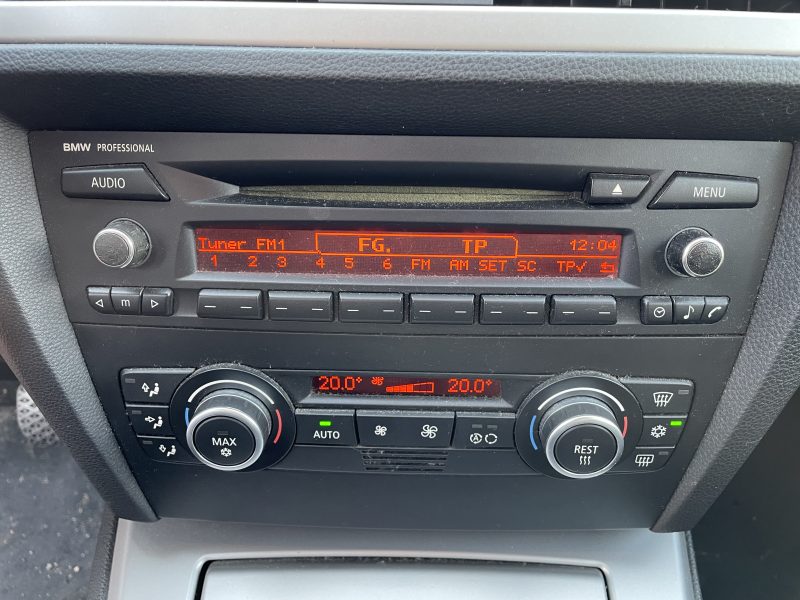 BMW PROFESSIONAL
AUDIO
MENU
Tuner FM1 FG. TP 12:04
1 2 3 4 5 6 FM AM SET SC TP✓
m
20.0° 20.0°
MAX
AUTO
A
REST